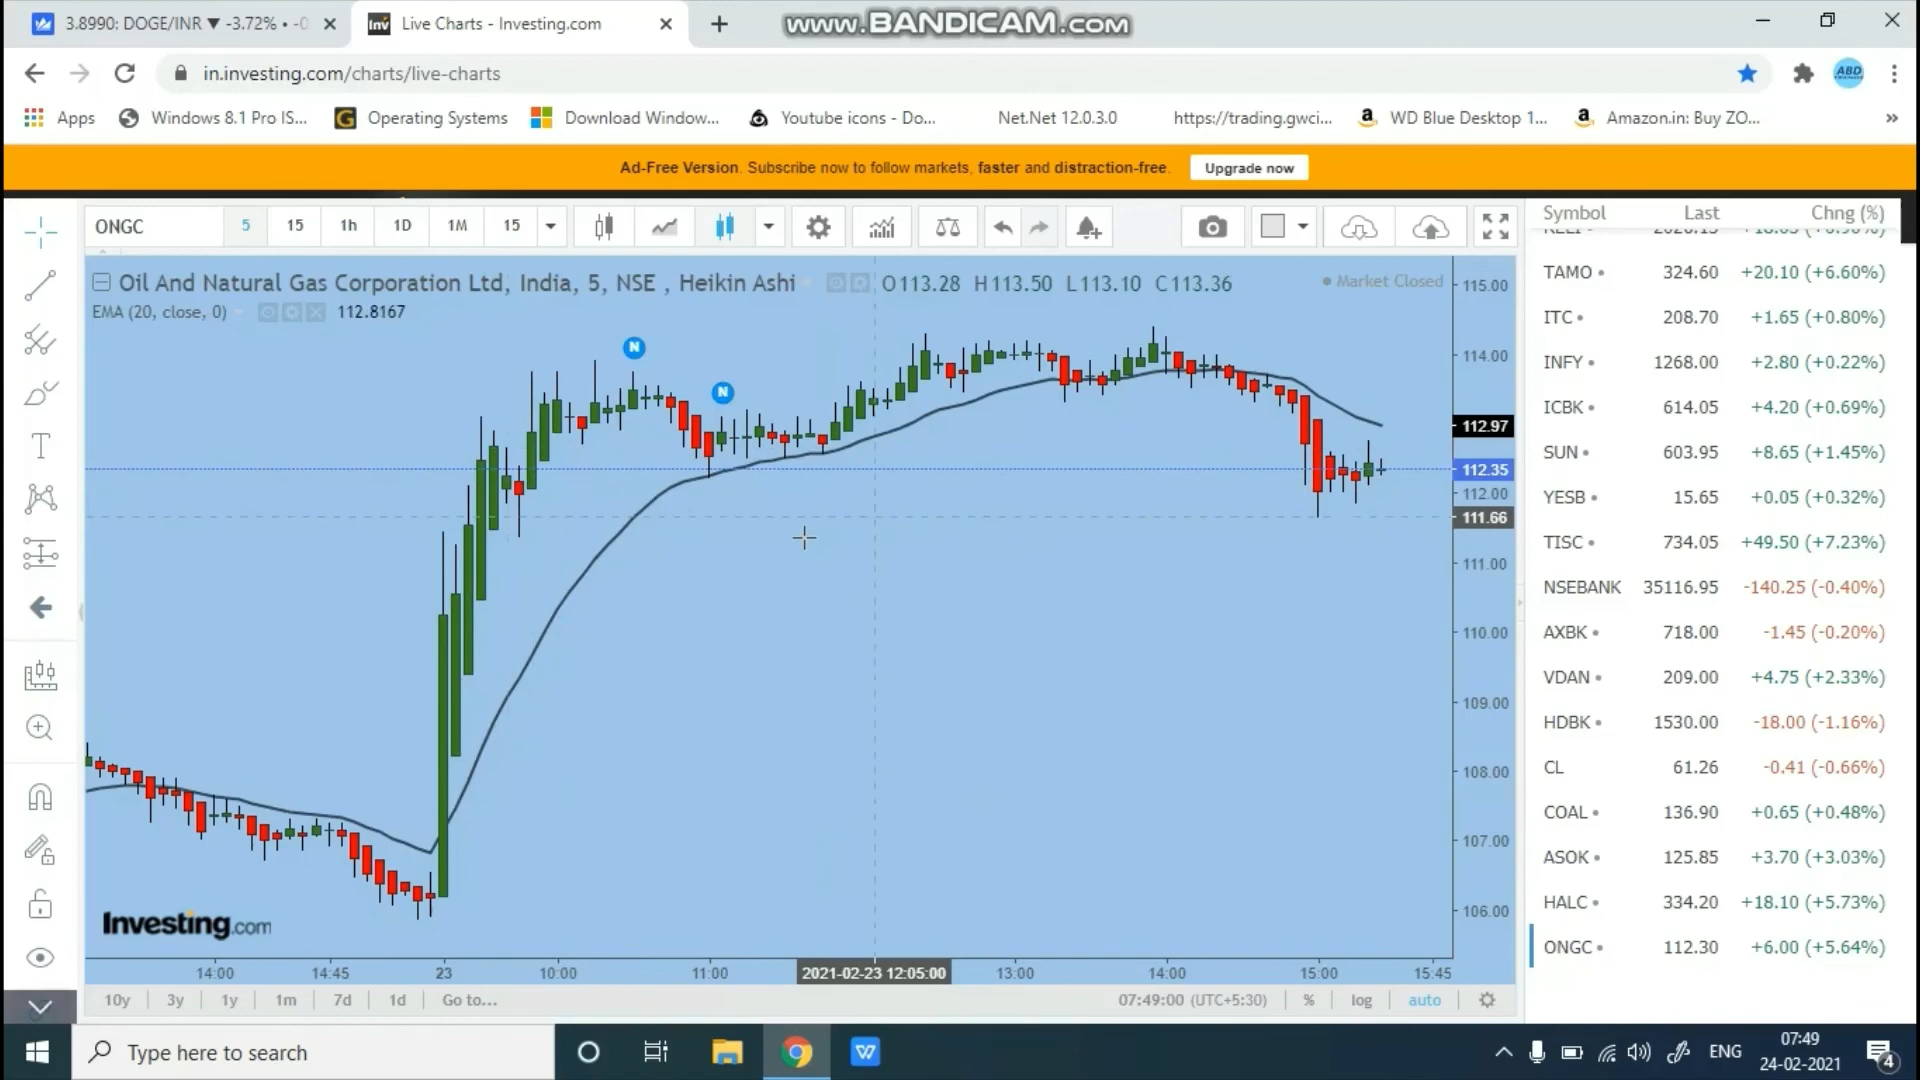 3.8990: DOGE/INR ▼ -3.72% •
Live Charts - Investing.com
www.BANDICAM.com
in.investing.com/charts/live-charts
ABD
Apps
Windows 8.1 Pro IS...
Operating Systems
Download Window...
Youtube icons - Do...
Net.Net 12.0.3.0
https://trading.gwci...
WD Blue Desktop 1...
Amazon.in: Buy ZO...
Ad-Free Version. Subscribe now to follow markets, faster and distraction-free.
Upgrade now
ONGC 5 15 1h 1D 1M 15
Oil And Natural Gas Corporation Ltd, India, 5, NSE , Heikin Ashi O113.28 H113.50 L113.10 C113.36
Market Closed
EMA (20, close, 0) 112.8167
N
N
115.00
114.00
112.97
112.35
112.00
111.66
111.00
110.00
109.00
108.00
107.00
106.00
Investing.com
14:00 14:45 23 10:00 11:00 2021-02-23 12:05:00 13:00 14:00 15:00 15:45
10y 3y 1y 1m 7d 1d Go to... 07:49:00 (UTC+5:30) % log auto
Symbol Last Chng (%)
TAMO 324.60 +20.10 (+6.60%)
ITC 208.70 +1.65 (+0.80%)
INFY 1268.00 +2.80 (+0.22%)
ICBK 614.05 +4.20 (+0.69%)
SUN 603.95 +8.65 (+1.45%)
YESB 15.65 +0.05 (+0.32%)
TISC 734.05 +49.50 (+7.23%)
NSEBANK 35116.95 -140.25 (-0.40%)
AXBK 718.00 -1.45 (-0.20%)
VDAN 209.00 +4.75 (+2.33%)
HDBK 1530.00 -18.00 (-1.16%)
CL 61.26 -0.41 (-0.66%)
COAL 136.90 +0.65 (+0.48%)
ASOK 125.85 +3.70 (+3.03%)
HALC 334.20 +18.10 (+5.73%)
ONGC 112.30 +6.00 (+5.64%)
Type here to search
ENG
07:49
24-02-2021
4